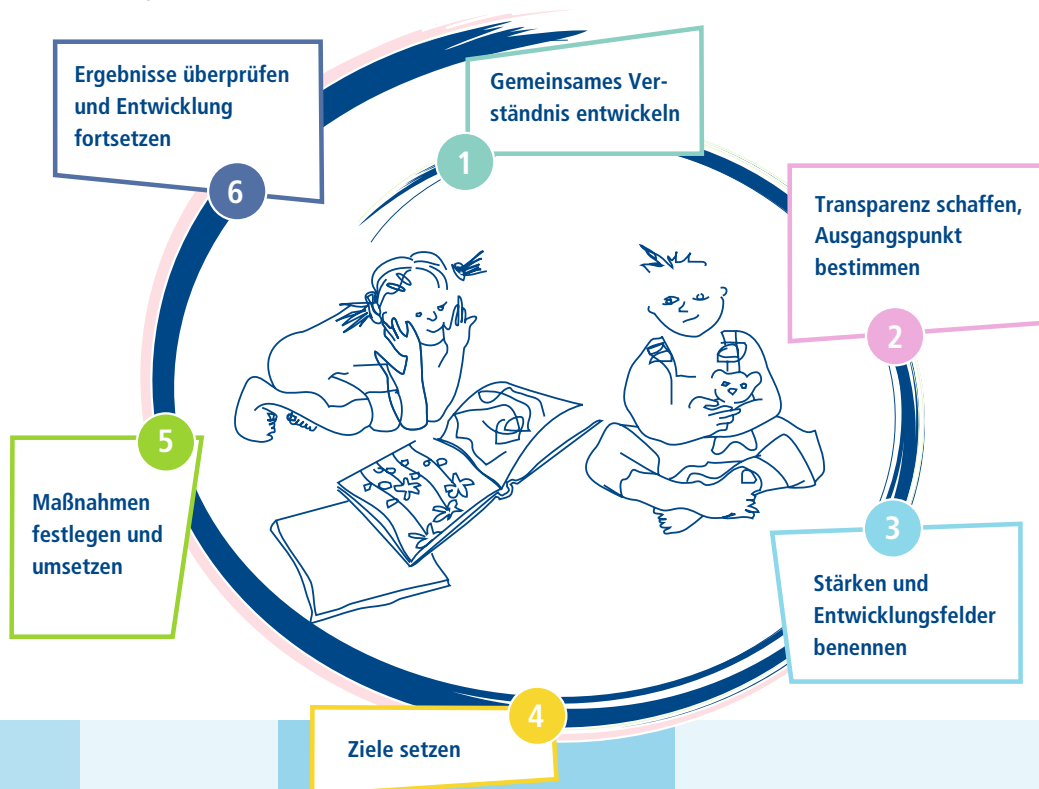 1
Gemeinsames Ver-
ständnis entwickeln
2
Transparenz schaffen,
Ausgangspunkt
bestimmen
3
Stärken und
Entwicklungsfelder
benennen
4
Ziele setzen
5
Maßnahmen
festlegen und
umsetzen
6
Ergebnisse überprüfen
und Entwicklung
fortsetzen